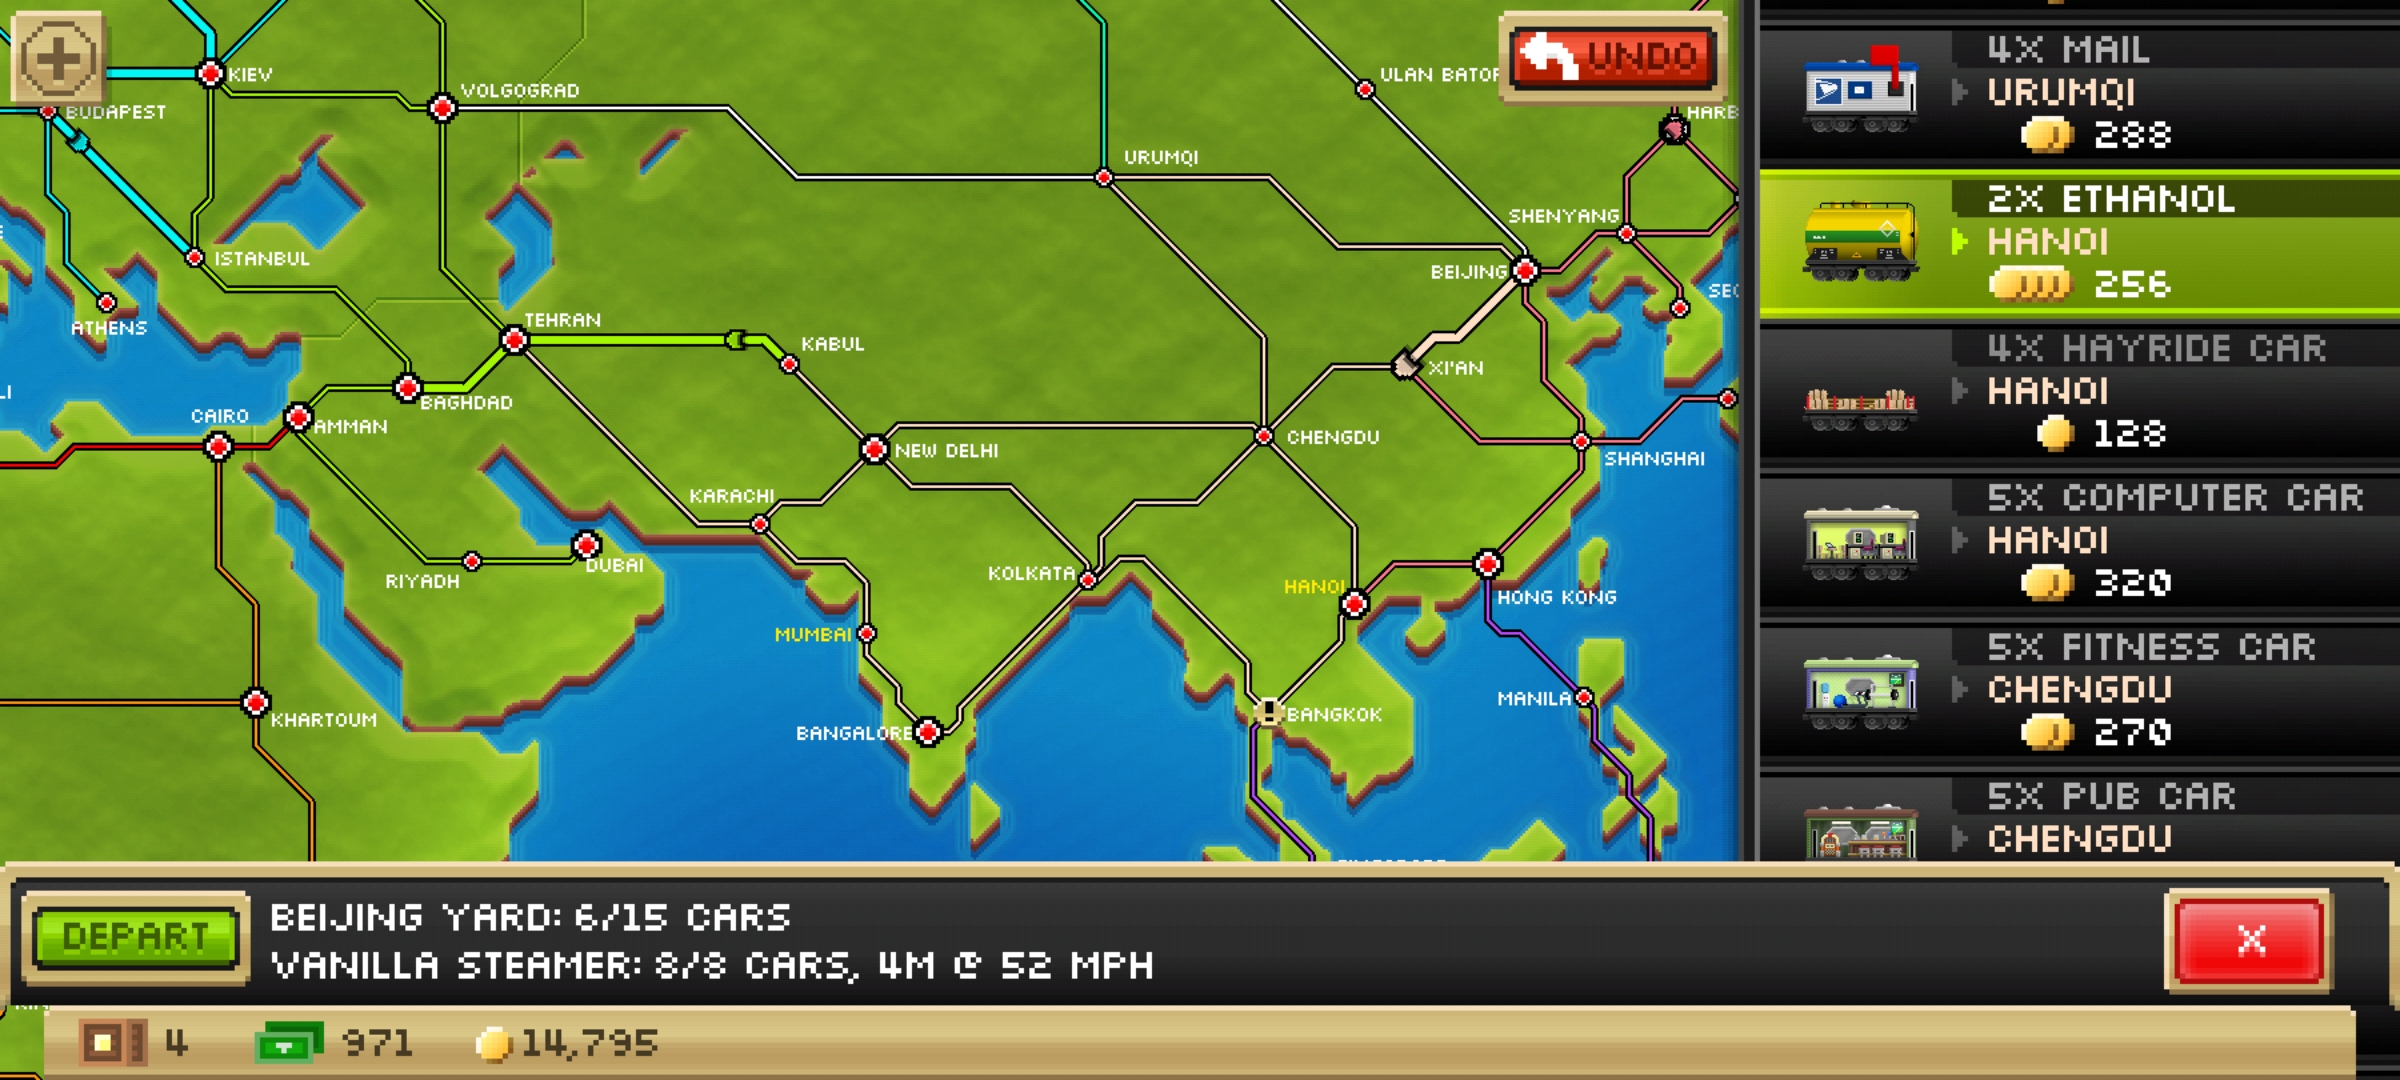 KIEV
BUDAPEST
VOLGOGRAD
ULAN BATOR
UNDO
HARB
URUMQI
SHENYANG
BEIJING
SEO
ISTANBUL
ATHENS
TEHRAN
KABUL
XI'AN
BAGHDAD
CAIRO
AMMAN
NEW DELHI
CHENGDU
SHANGHAI
KARACHI
RIYADH
DUBAI
KOLKATA
HANOI
HONG KONG
MUMBAI
KHARTOUM
BANGALORE
BANGKOK
MANILA
4X MAIL
URUMQI
288
2X ETHANOL
HANOI
256
4X HAYRIDE CAR
HANOI
128
5X COMPUTER CAR
HANOI
320
5X FITNESS CAR
CHENGDU
270
5X PUB CAR
CHENGDU
DEPART
BEIJING YARD: 6/15 CARS
VANILLA STEAMER: 8/8 CARS, 4M @ 52 MPH
X
4
971
14,795